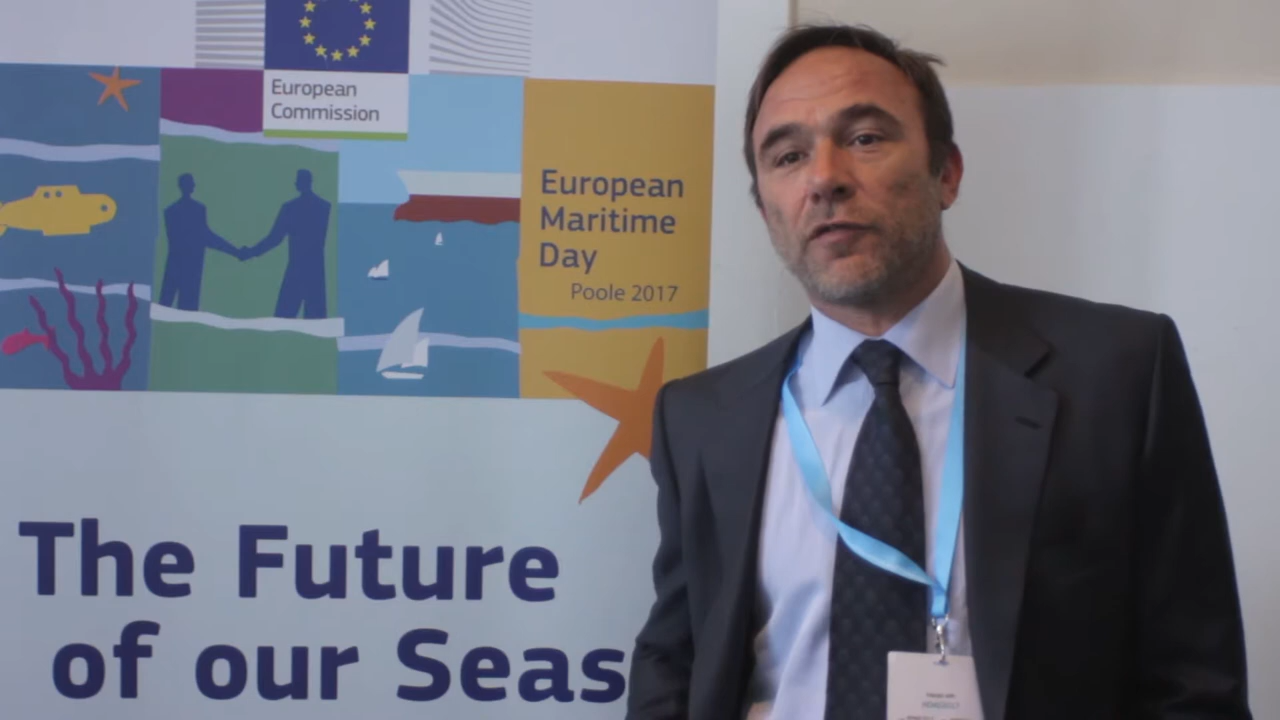 European
Commission
European
Maritime
Day
Poole 2017
The Future
of our Seas